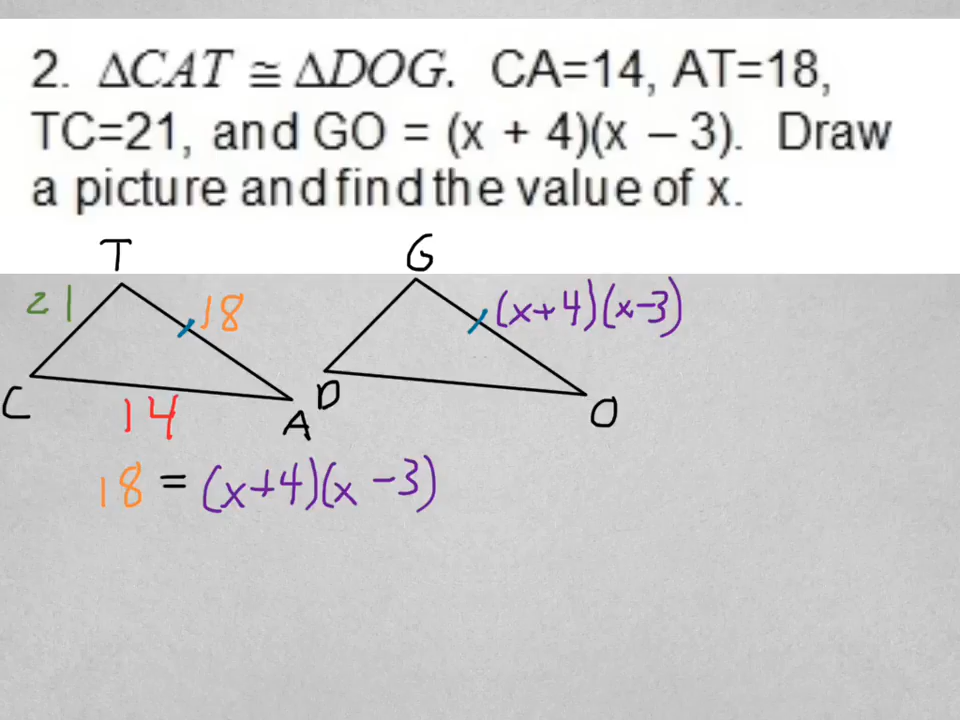 2. ΔCAT ≅ ΔDOG. CA=14, AT=18,
TC=21, and GO = (x + 4)(x – 3). Draw
a picture and find the value of x.
T
G
21
18
(x+4)(x-3)
C
14
A
D
O
18 = (x+4)(x-3)